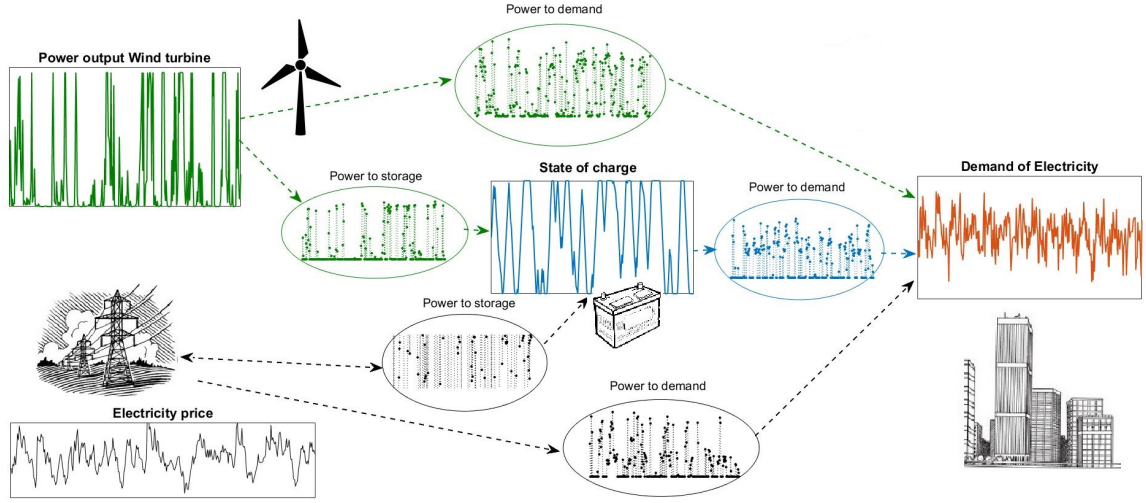 Power to demand
Power output Wind turbine
State of charge
Demand of Electricity
Power to storage
Power to demand
Power to storage
Power to demand
Electricity price